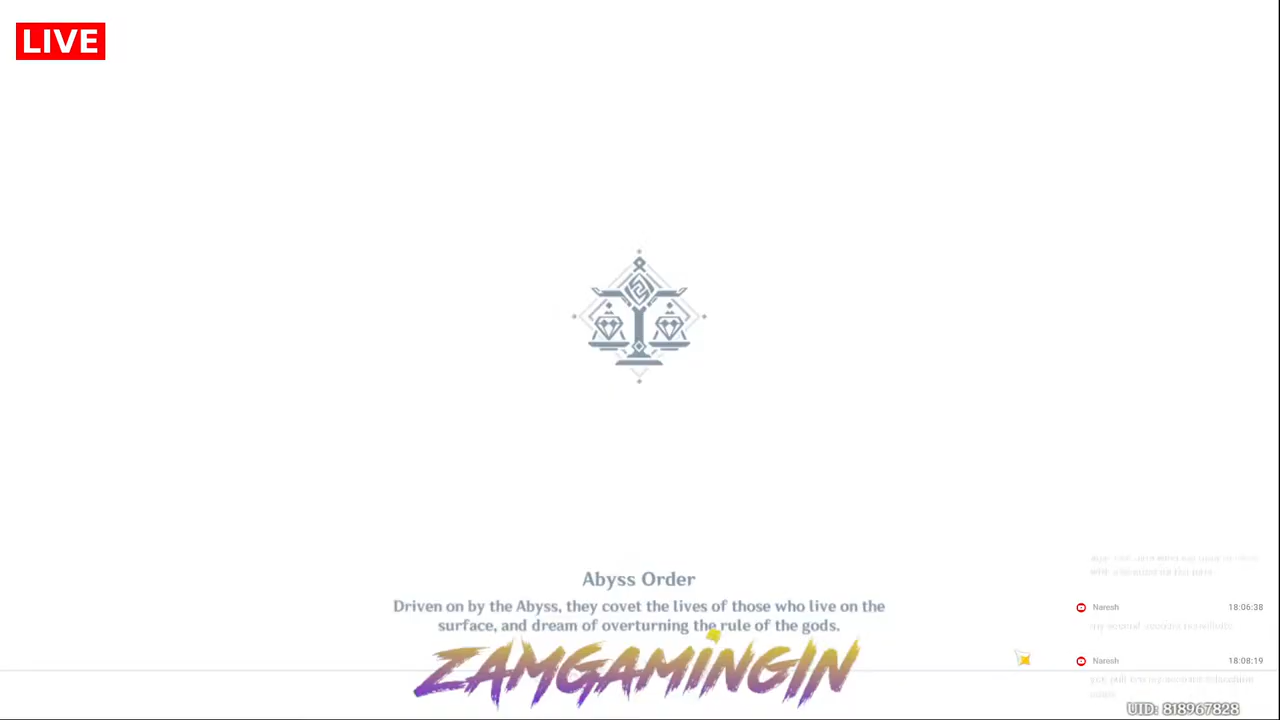 LIVE
Abyss Order
Driven on by the Abyss, they covet the lives of those who live on the
surface, and dream of overturning the rule of the gods.
ZAMGAMINGIN
Naresh 18:06:38
Naresh 18:08:19
UID: 818967828